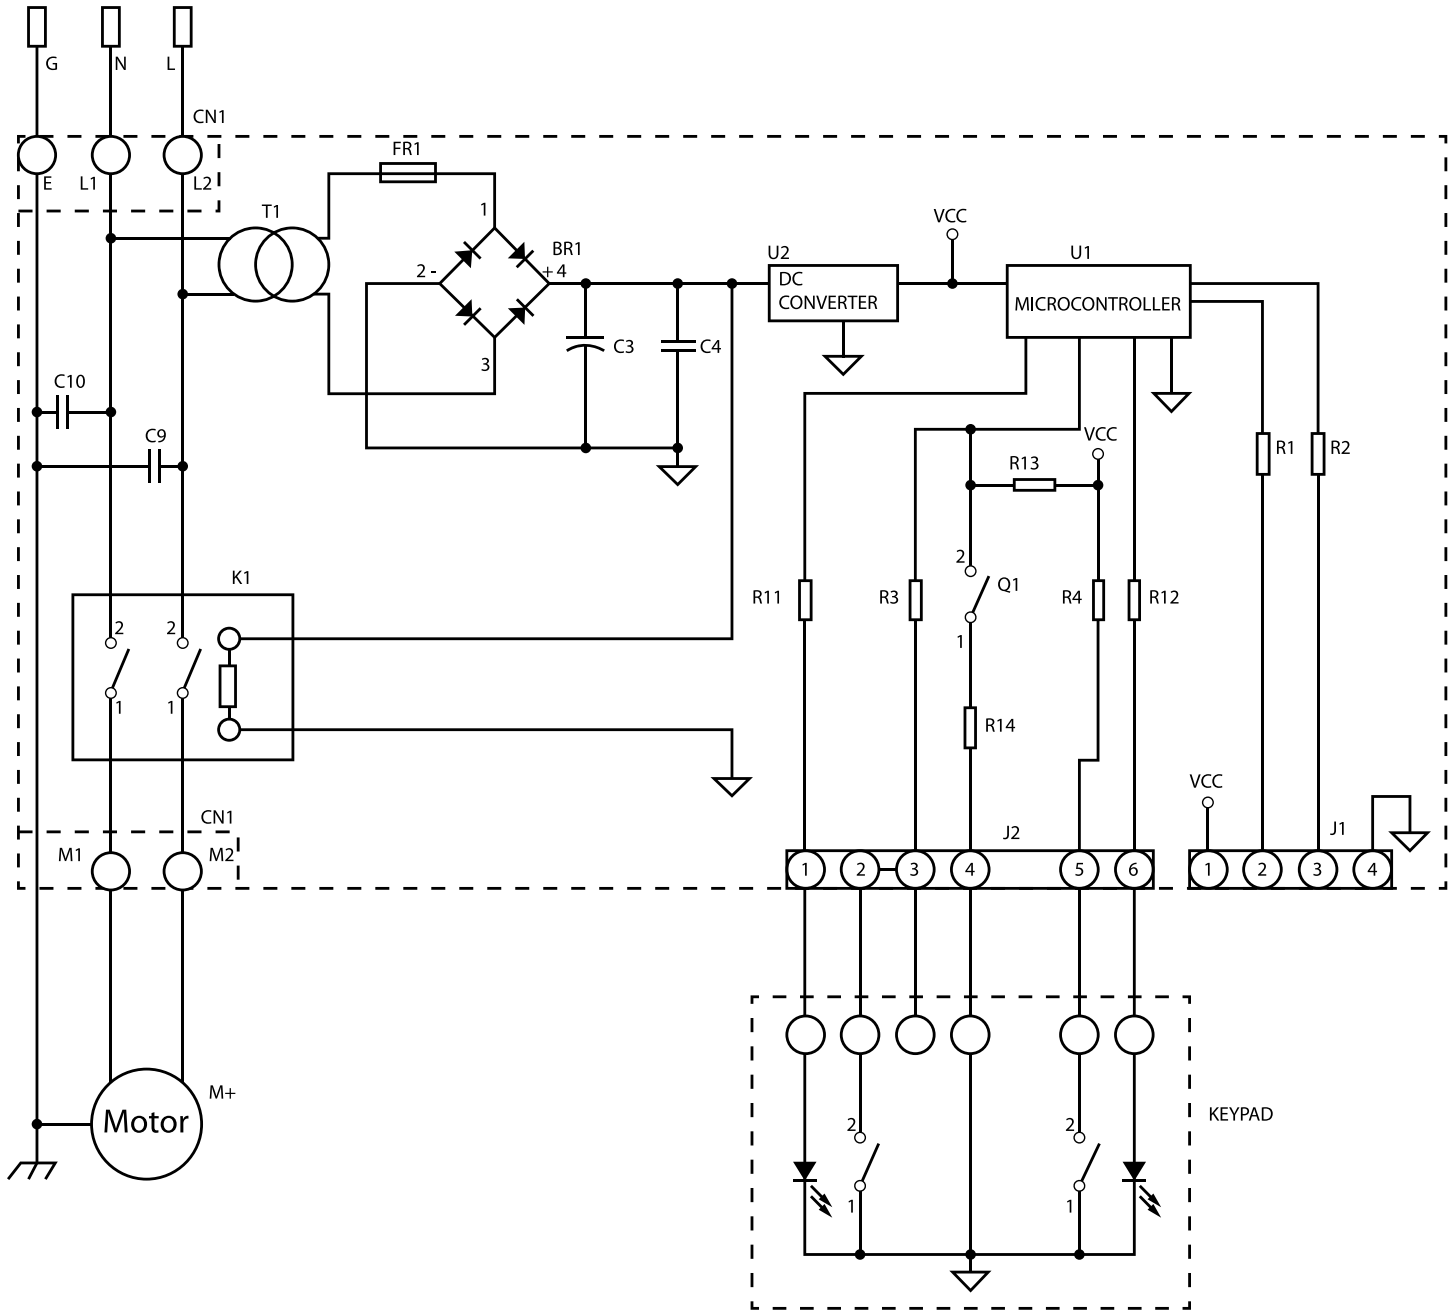 G
N
L
CN1
E
L1
L2
FR1
T1
1
BR1
2 -
+ 4
3
C3
C4
U2
DC
CONVERTER
VCC
U1
MICROCONTROLLER
C10
C9
VCC
R13
R1
R2
K1
2
2
1
1
2
Q1
1
R11
R3
R4
R12
R14
CN1
M1
M2
VCC
J2
J1
1
2
3
4
5
6
1
2
3
4
Motor
M+
KEYPAD
2
1
2
1